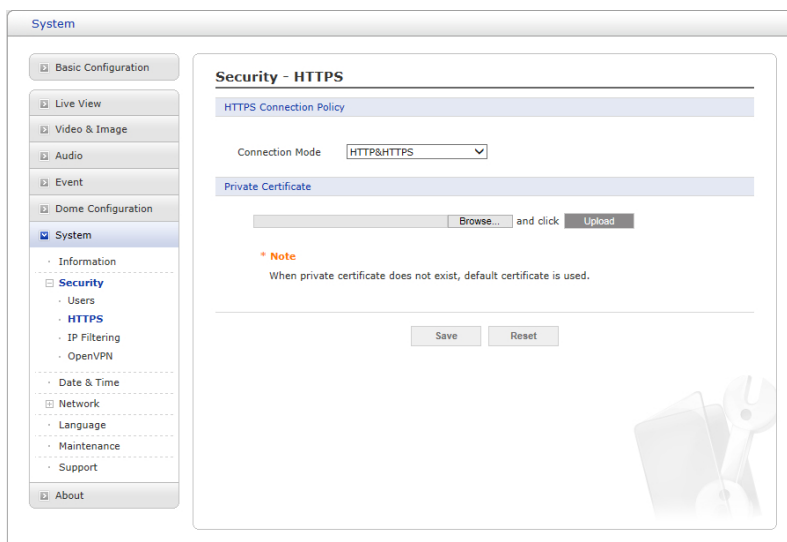 System
Basic Configuration
Live View
Video & Image
Audio
Event
Dome Configuration
System
Information
Security
Users
HTTPS
IP Filtering
OpenVPN
Date & Time
Network
Language
Maintenance
Support
About
Security - HTTPS
HTTPS Connection Policy
Connection Mode HTTP&HTTPS
Private Certificate
Browse... and click Upload
* Note
When private certificate does not exist, default certificate is used.
Save Reset